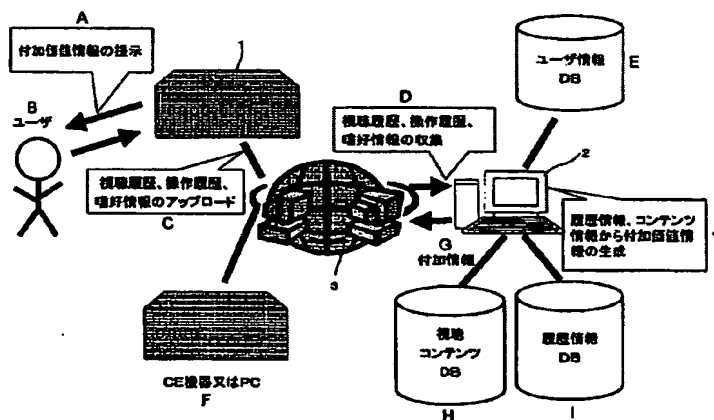 A
付加価値情報の提示
B
ユーザ
1
視聴履歴、操作履歴、
嗜好情報のアップロード
C
D
視聴履歴、操作履歴、
嗜好情報の収集
ユーザ情報
DB
E
2
履歴情報、コンテンツ
情報から付加価値情
報の生成
G
付加情報
3
CE機器又はPC
F
視聴
コンテンツ
DB
H
履歴情報
DB
I